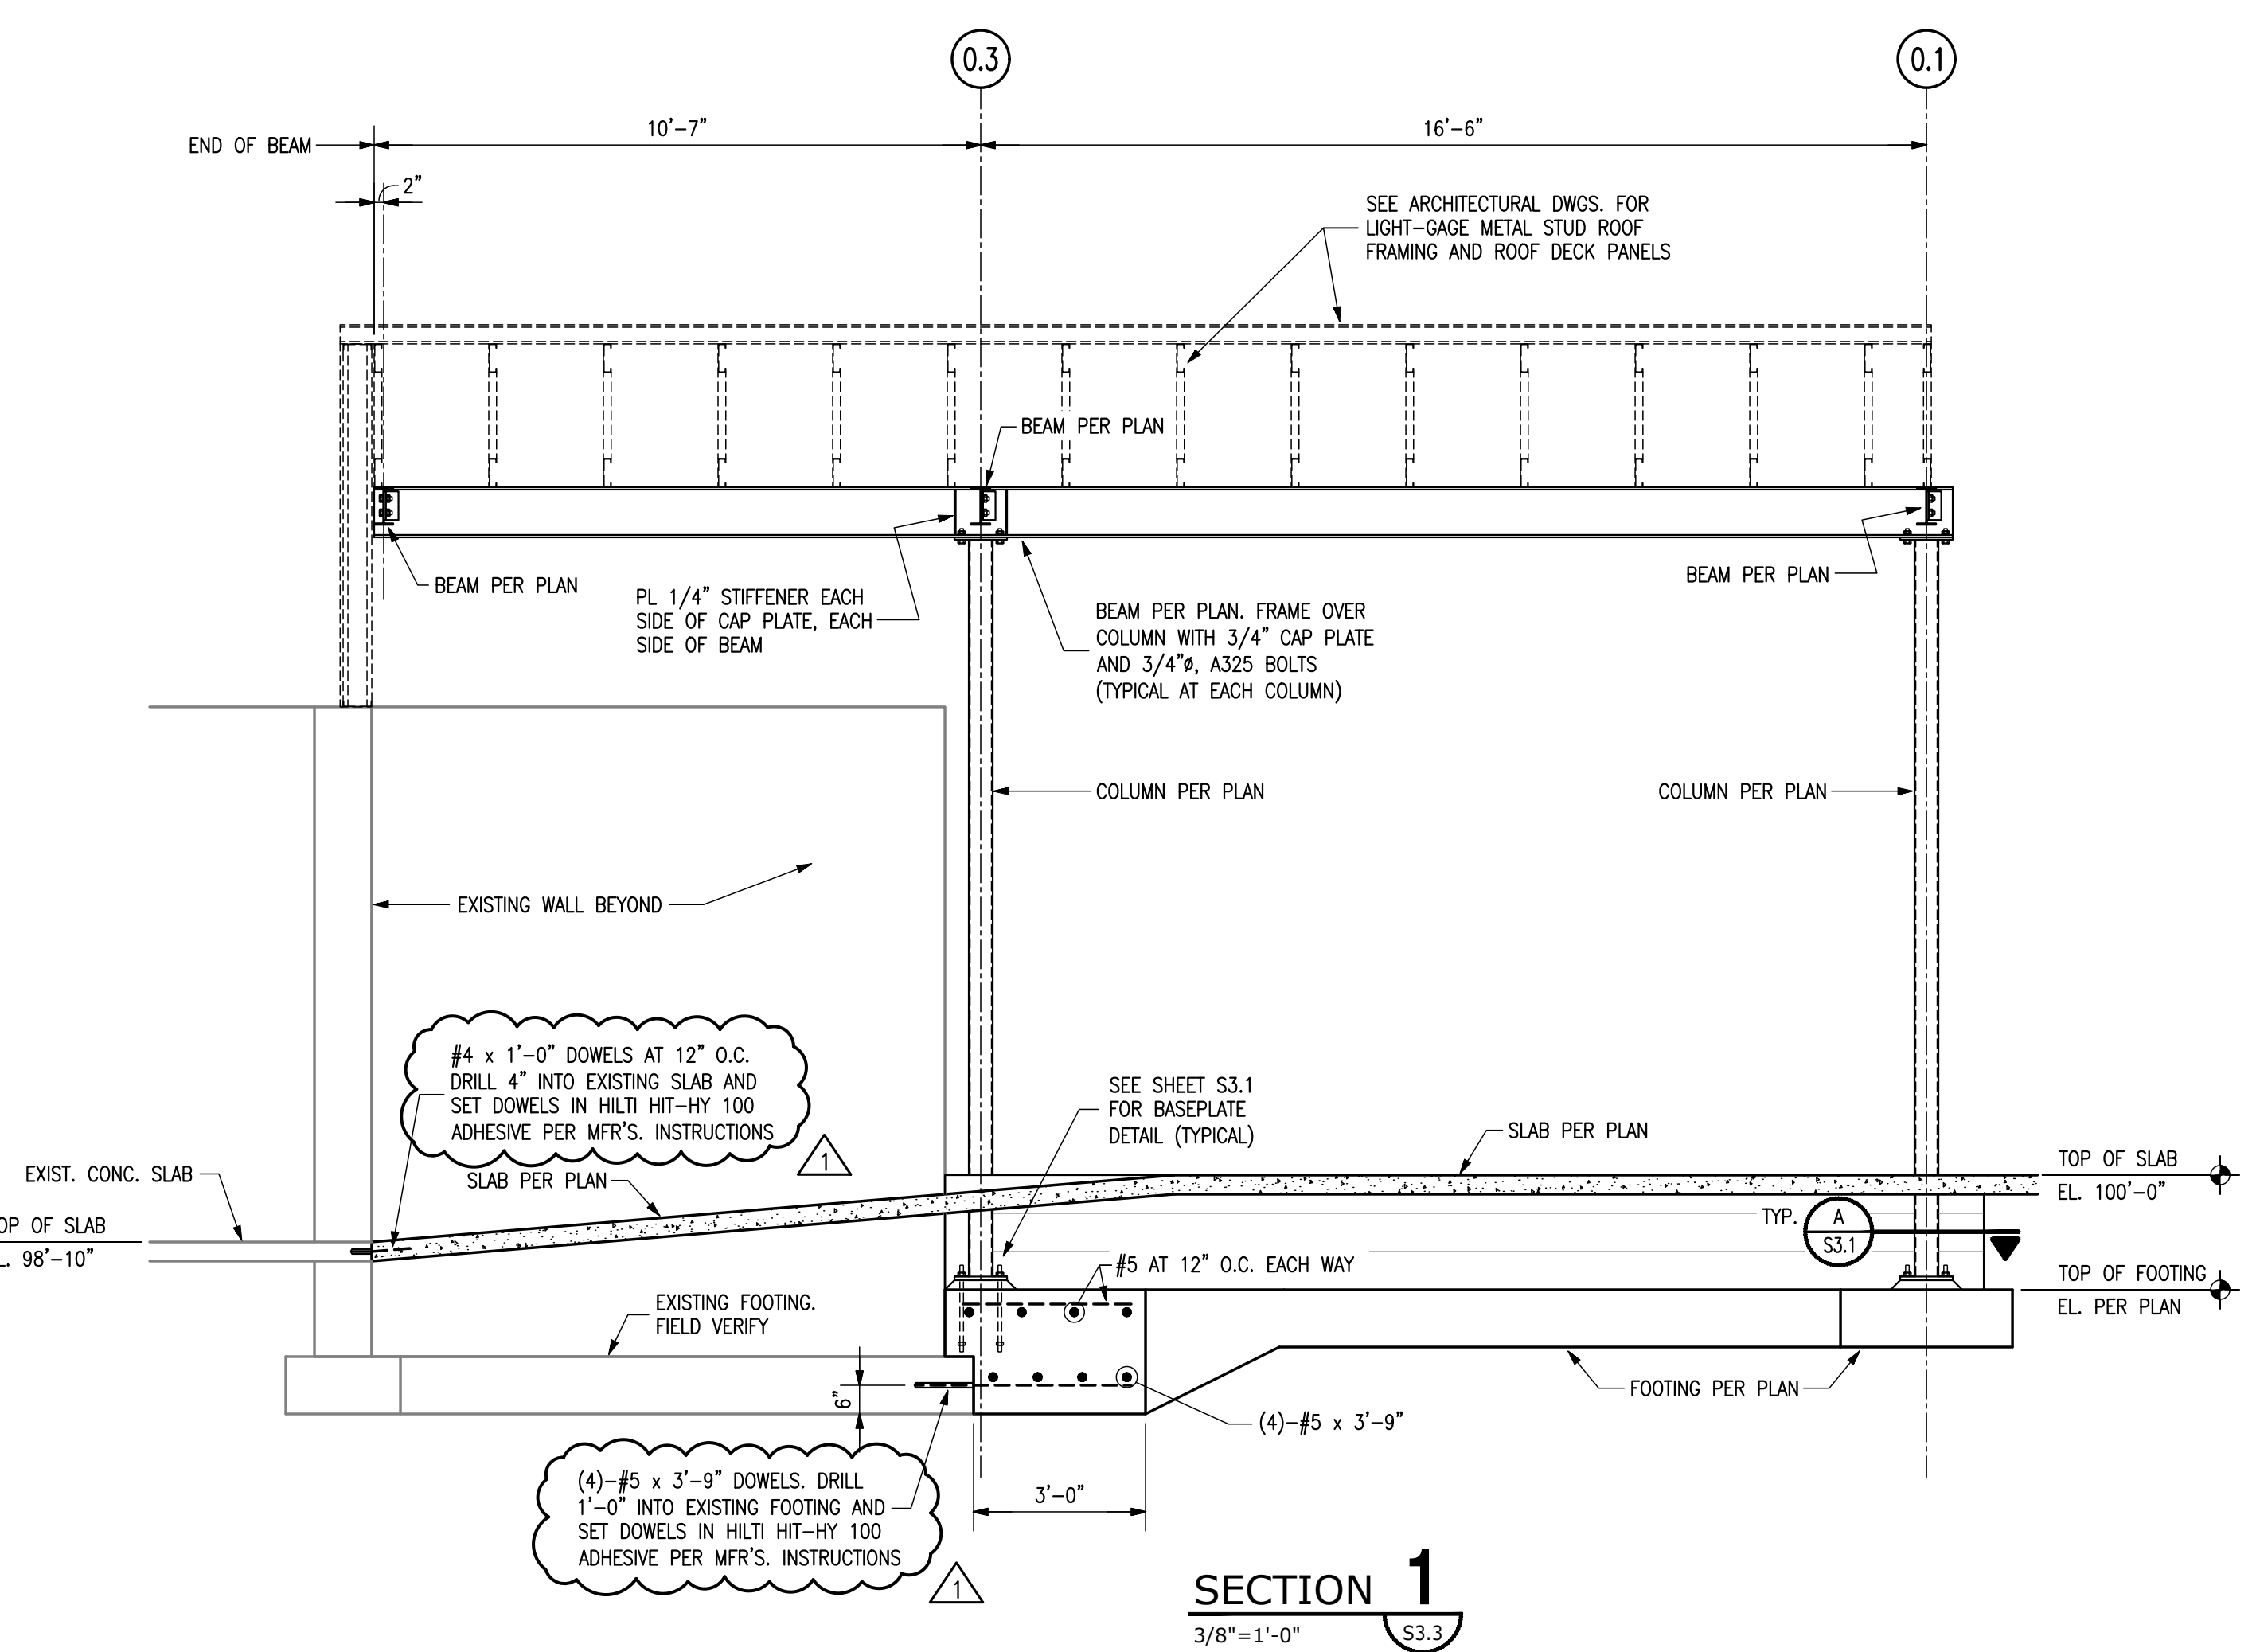 0.3
0.1
END OF BEAM
10'-7"
16'-6"
2"
SEE ARCHITECTURAL DWGS. FOR
LIGHT-GAGE METAL STUD ROOF
FRAMING AND ROOF DECK PANELS
BEAM PER PLAN
BEAM PER PLAN
PL 1/4" STIFFENER EACH
SIDE OF CAP PLATE, EACH
SIDE OF BEAM
BEAM PER PLAN. FRAME OVER
COLUMN WITH 3/4" CAP PLATE
AND 3/4"ø, A325 BOLTS
(TYPICAL AT EACH COLUMN)
BEAM PER PLAN
COLUMN PER PLAN
COLUMN PER PLAN
EXISTING WALL BEYOND
#4 x 1'-0" DOWELS AT 12" O.C.
DRILL 4" INTO EXISTING SLAB AND
SET DOWELS IN HILTI HIT-HY 100
ADHESIVE PER MFR'S. INSTRUCTIONS
1
SEE SHEET S3.1
FOR BASEPLATE
DETAIL (TYPICAL)
SLAB PER PLAN
EXIST. CONC. SLAB
SLAB PER PLAN
TOP OF SLAB
EL. 100'-0"
OP OF SLAB
L. 98'-10"
TYP.
A
S3.1
#5 AT 12" O.C. EACH WAY
TOP OF FOOTING
EL. PER PLAN
EXISTING FOOTING.
FIELD VERIFY
6"
FOOTING PER PLAN
(4)-#5 x 3'-9"
(4)-#5 x 3'-9" DOWELS. DRILL
1'-0" INTO EXISTING FOOTING AND
SET DOWELS IN HILTI HIT-HY 100
ADHESIVE PER MFR'S. INSTRUCTIONS
1
3'-0"
SECTION 1
3/8"=1'-0"
S3.3